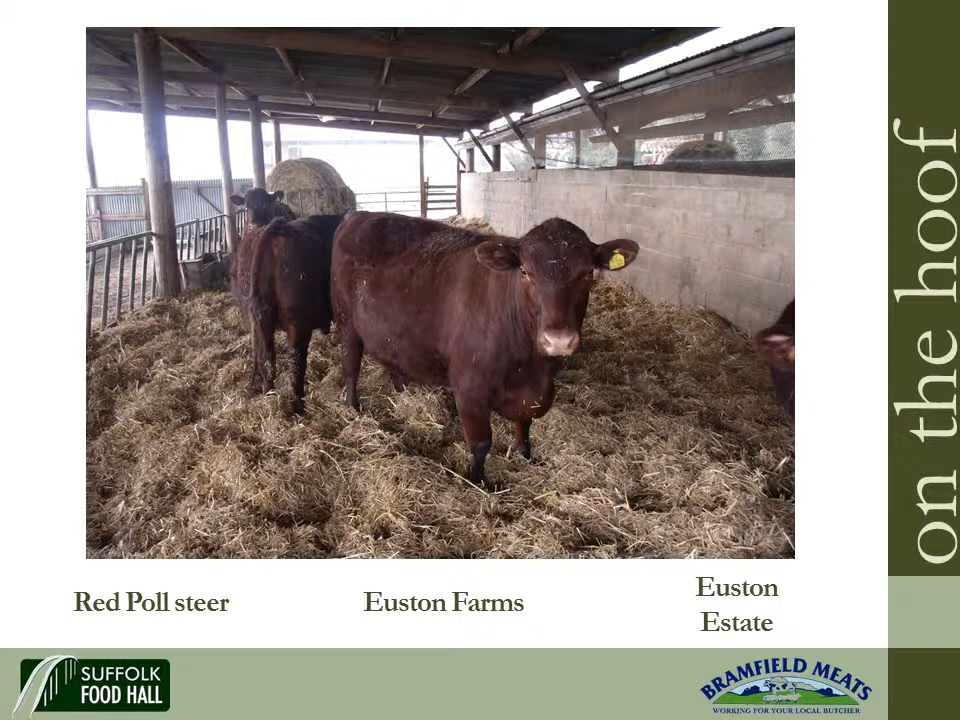 on the hoof
Red Poll steer
Euston Farms
Euston
Estate
SUFFOLK
FOOD HALL
BRAMFIELD MEATS
WORKING FOR YOUR LOCAL BUTCHER